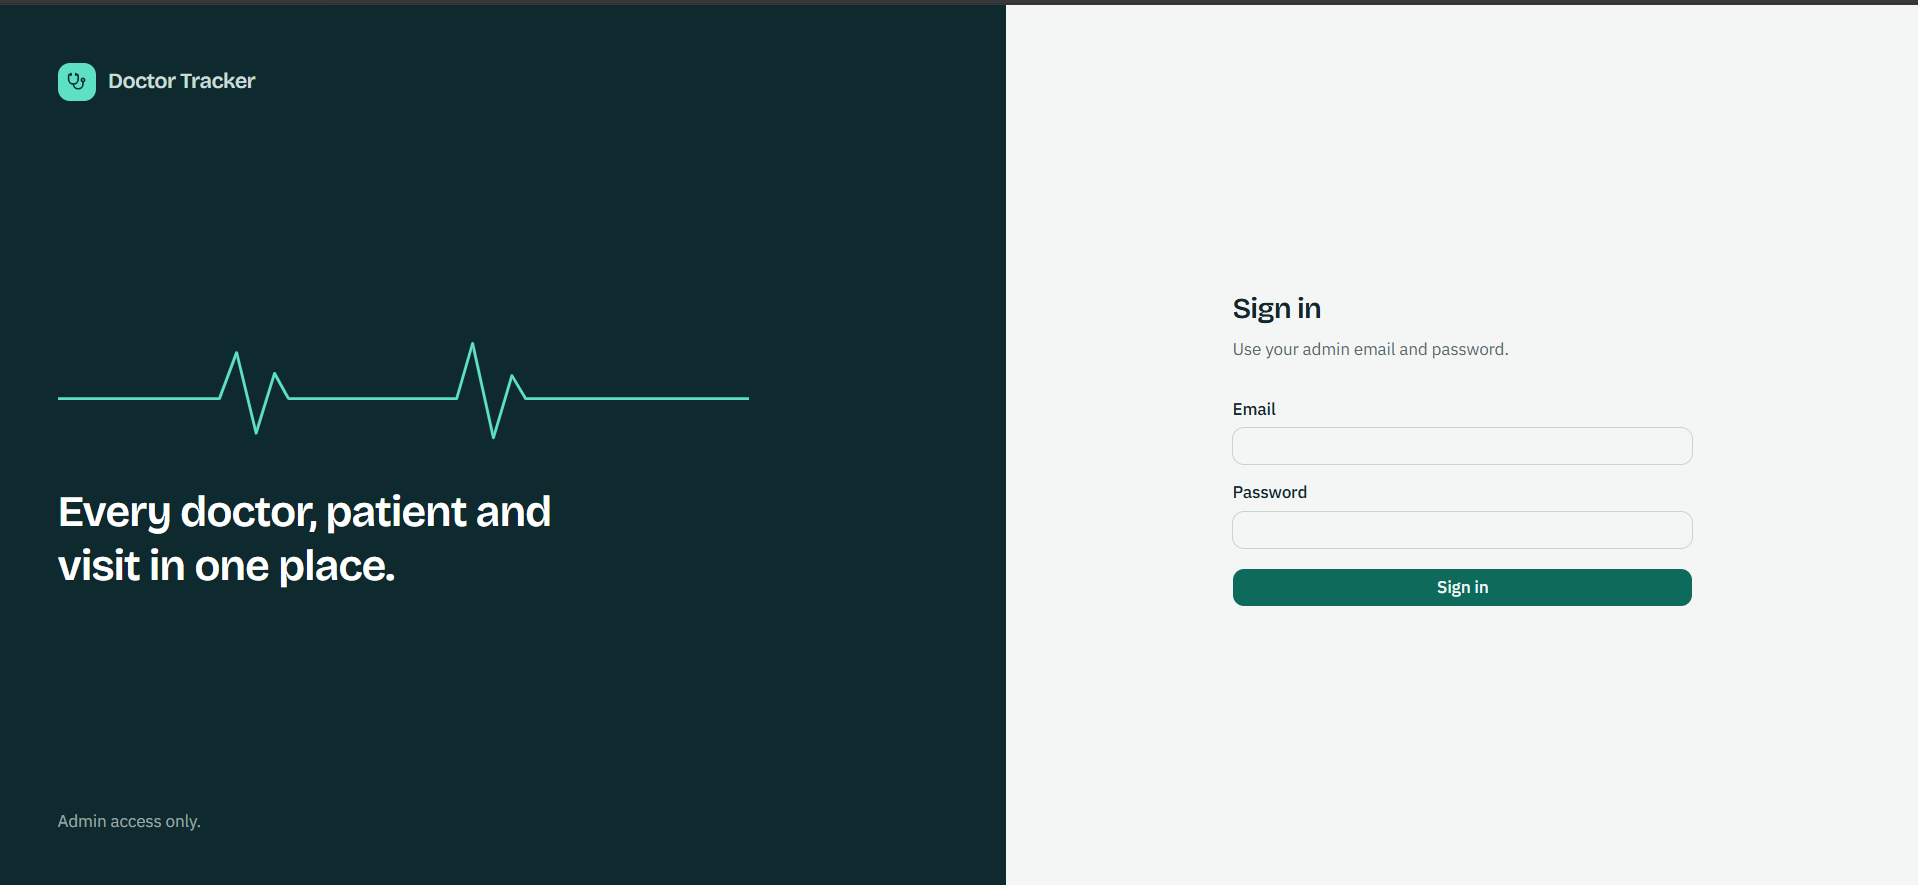 Doctor Tracker
Every doctor, patient and
visit in one place.
Admin access only.
Sign in
Use your admin email and password.
Email
Password
Sign in